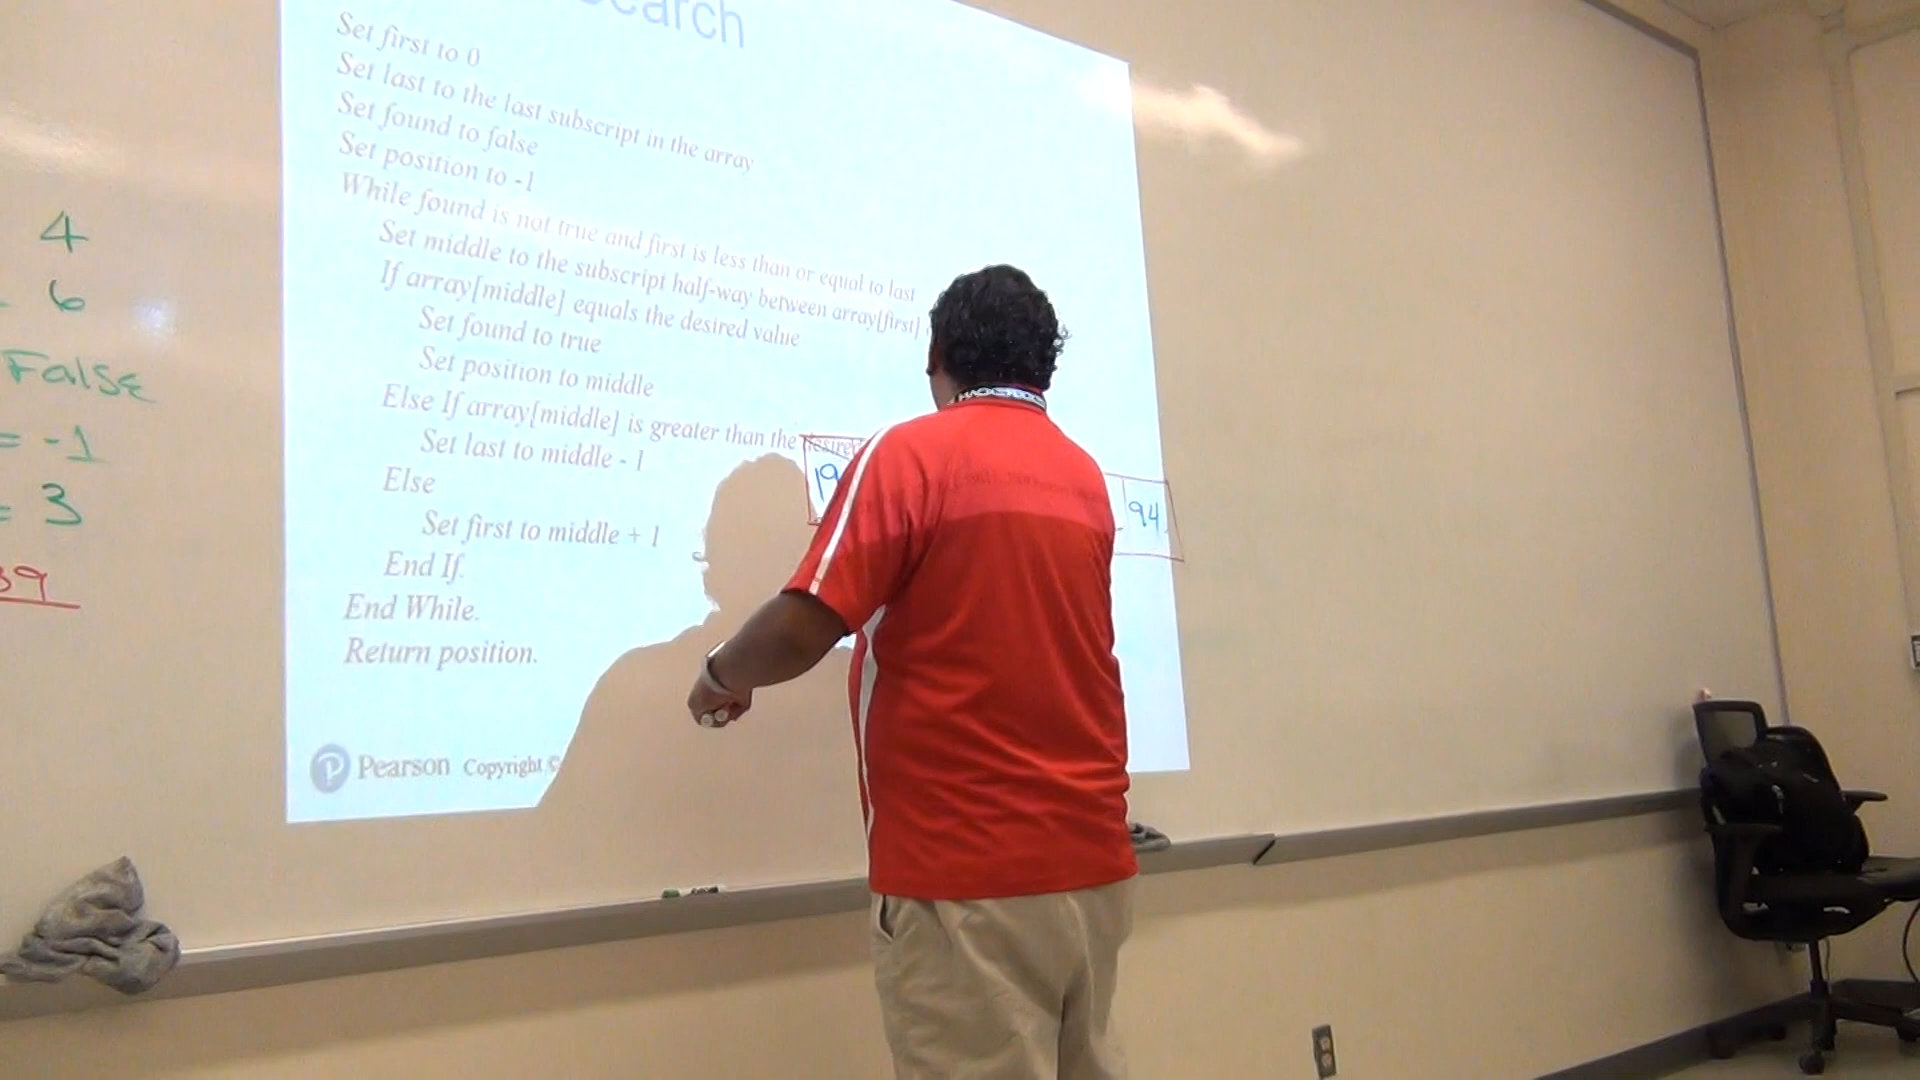 Set first to 0
Set last to the last subscript in the array
Set found to false
Set position to -1
While found is not true and first is less than or equal to last
Set middle to the subscript half-way between array[first]
If array[middle] equals the desired value
Set found to true
Set position to middle
Else If array[middle] is greater than the desired
Set last to middle - 1
Else
Set first to middle + 1
End If.
End While.
Return position.
Pearson Copyright ©
4
6
False
= -1
= 3
39
19
94